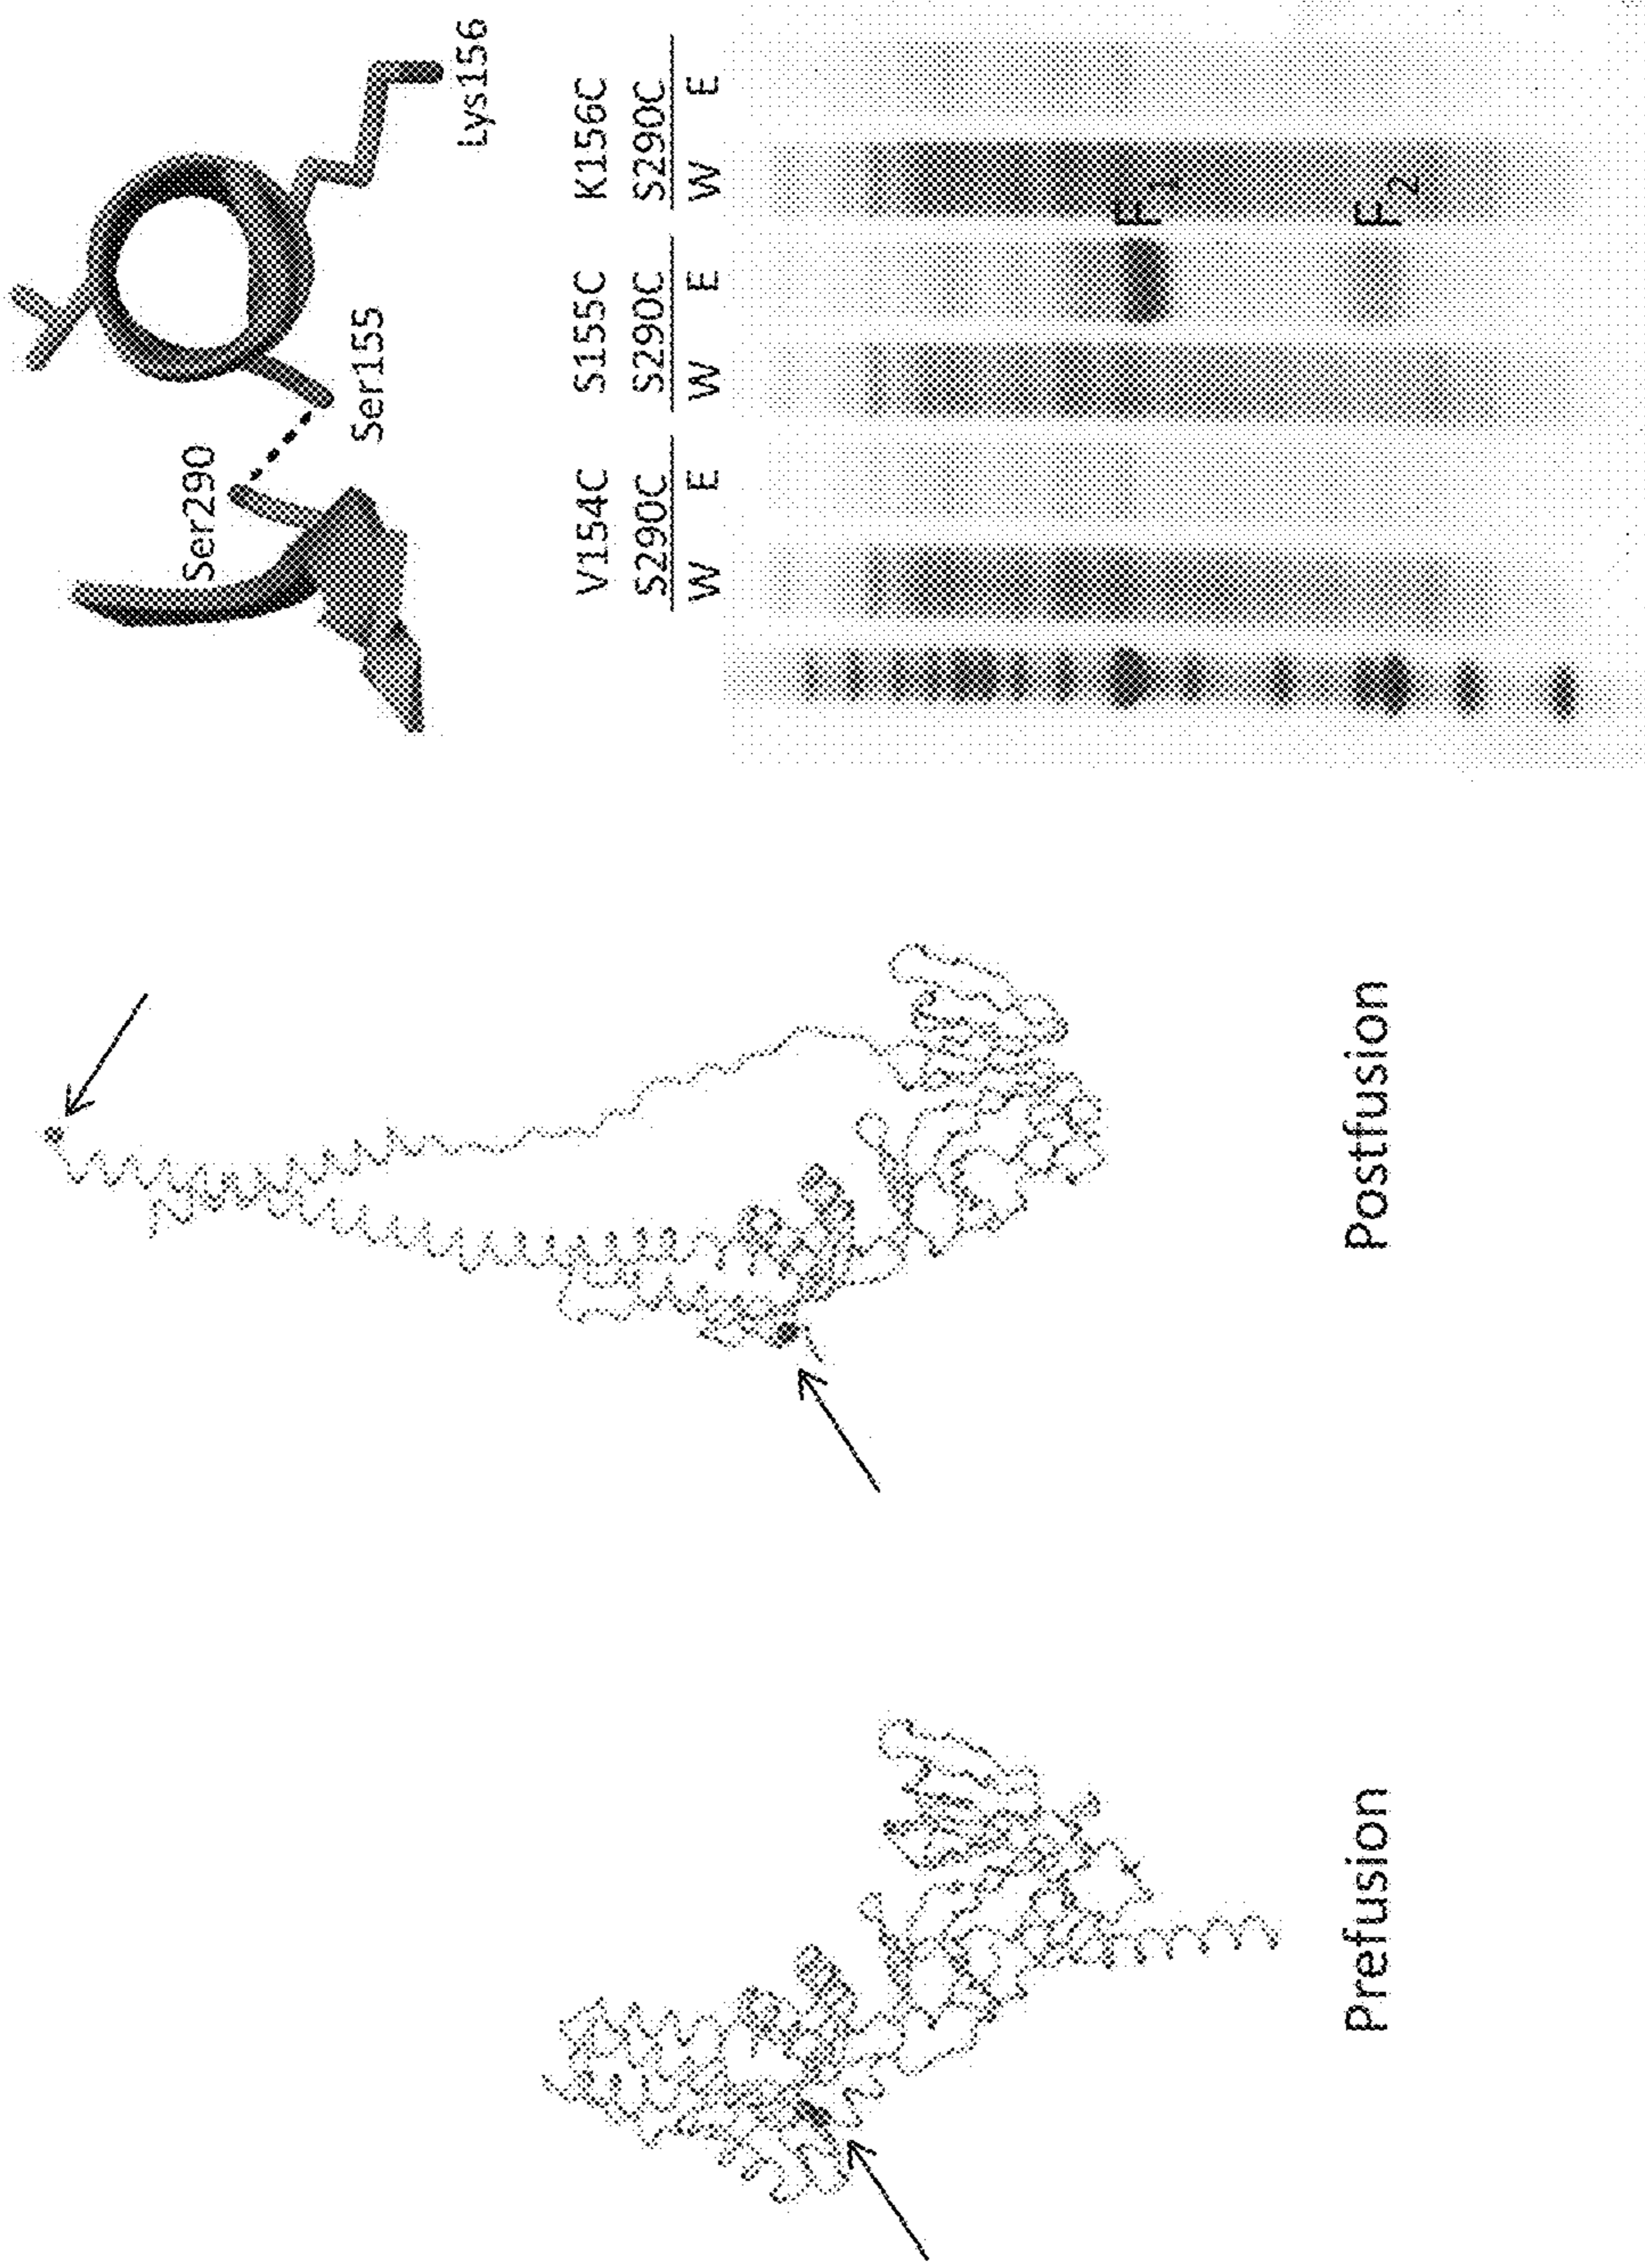 Ser290
Ser155
Lys156
V154C S155C K156C
S290C S290C S290C
W E W E W E
F1
F2
Prefusion
Postfusion